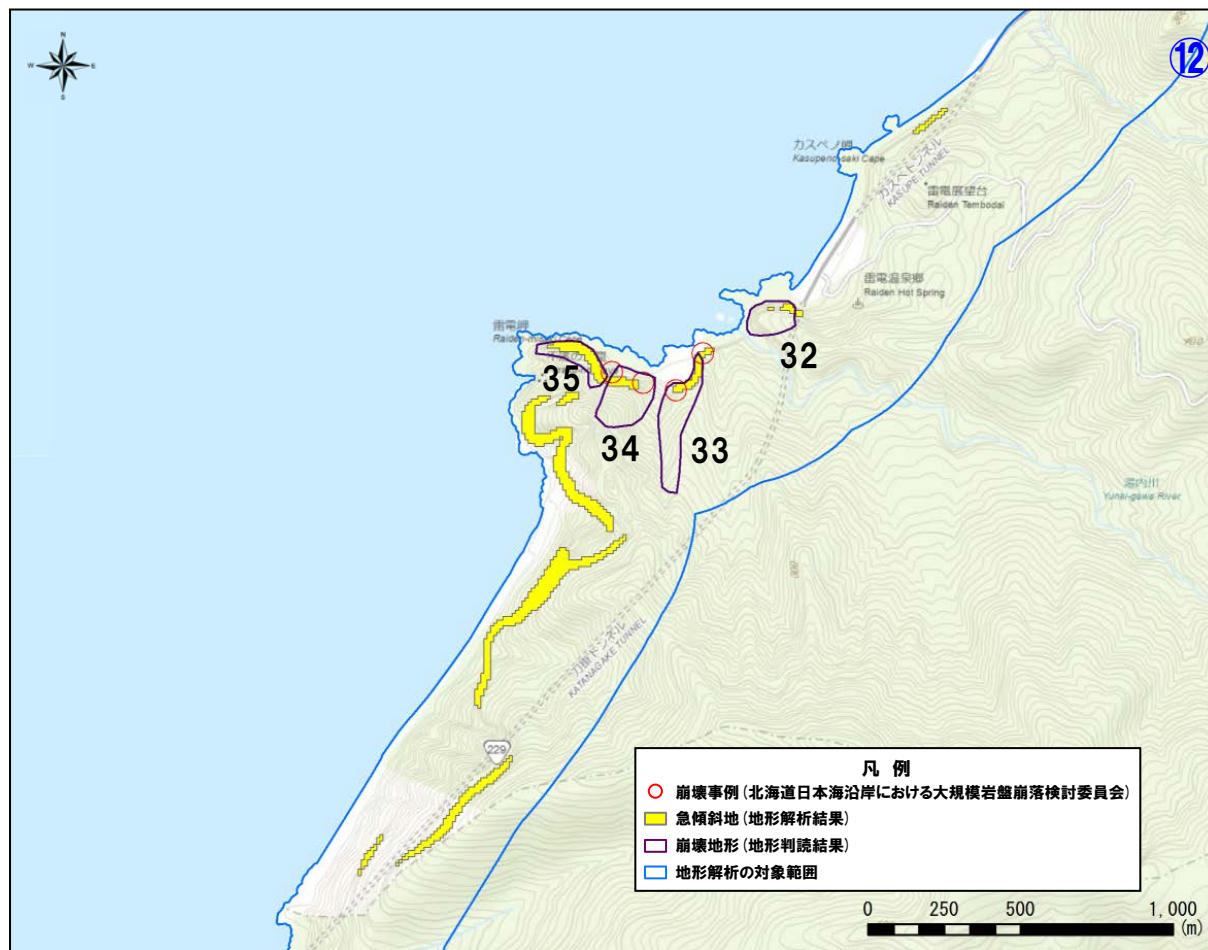 N
W
E
S
⑫
カスペノ岬
Kasupeno-saki Cape
カスペトンネル
KASUPE TUNNEL
雷電展望台
Raiden Tembodai
雷電温泉郷
Raiden Hot Spring
雷電岬
32
35
34
33
湯内川
Yunai-gawa River
刀掛トンネル
KATANAGAKE TUNNEL
229
凡 例
崩壊事例(北海道日本海沿岸における大規模岩盤崩落検討委員会)
急傾斜地(地形解析結果)
崩壊地形(地形判読結果)
地形解析の対象範囲
0 250 500 1,000
(m)